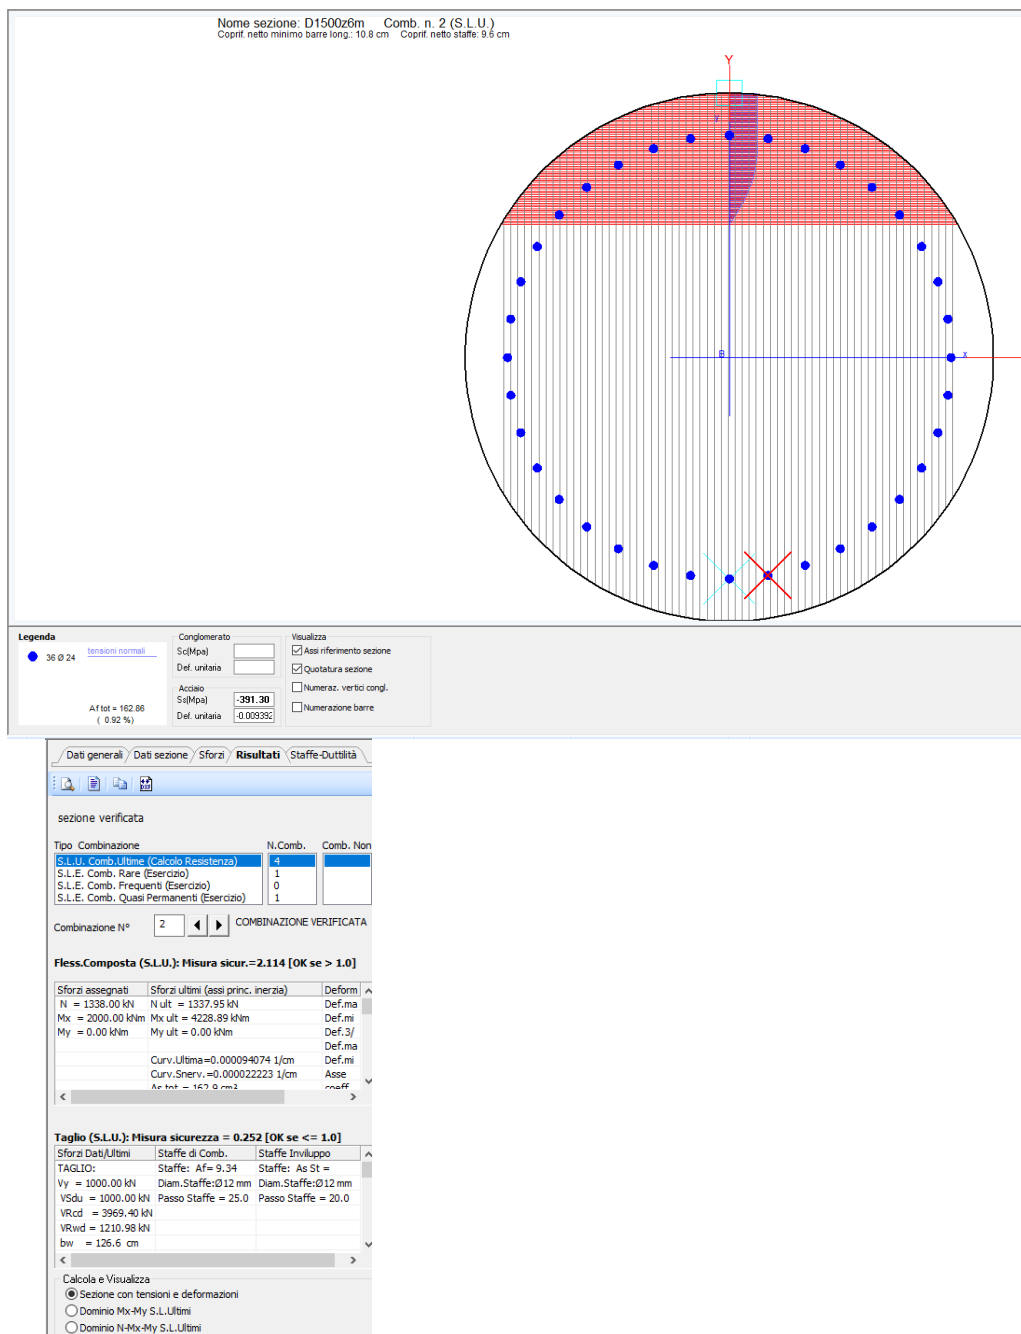 Nome sezione: D1500z6m Comb. n. 2 (S.L.U.)
Coprif. netto minimo barre long.: 10.8 cm Coprif. netto staffe: 9.6 cm
Y
y
B
x
Legenda
36 Ø 24
tensioni normali
Af tot = 162.86
( 0.92 %)
Conglomerato
Sc(Mpa)
Def. unitaria
Acciaio
Ss(Mpa) -391.30
Def. unitaria -0.009392
Visualizza
Assi riferimento sezione
Quotatura sezione
Numeraz. vertici congl.
Numerazione barre
Dati generali Dati sezione Sforzi Risultati Staffe-Duttilità
sezione verificata
Tipo Combinazione N.Comb. Comb. Non
S.L.U. Comb.Ultime (Calcolo Resistenza) 4
S.L.E. Comb. Rare (Esercizio) 1
S.L.E. Comb. Frequenti (Esercizio) 0
S.L.E. Comb. Quasi Permanenti (Esercizio) 1
Combinazione N° 2 COMBINAZIONE VERIFICATA
Fless.Composta (S.L.U.): Misura sicur.=2.114 [OK se > 1.0]
Sforzi assegnati Sforzi ultimi (assi princ. inerzia) Deform
N = 1338.00 kN N ult = 1337.95 kN Def.ma
Mx = 2000.00 kNm Mx ult = 4228.89 kNm Def.mi
My = 0.00 kNm My ult = 0.00 kNm Def.3/
Def.ma
Curv.Ultima=0.000094074 1/cm Def.mi
Curv.Snerv.=0.000022223 1/cm Asse
As tot = 162.9 cm² coeff
Taglio (S.L.U.): Misura sicurezza = 0.252 [OK se <= 1.0]
Sforzi Dati/Ultimi Staffe di Comb. Staffe Inviluppo
TAGLIO: Staffe: Af= 9.34 Staffe: As St =
Vy = 1000.00 kN Diam.Staffe:Ø12 mm Diam.Staffe:Ø12 mm
VSdu = 1000.00 kN Passo Staffe = 25.0 Passo Staffe = 20.0
VRcd = 3969.40 kN
VRwd = 1210.98 kN
bw = 126.6 cm
Calcola e Visualizza
Sezione con tensioni e deformazioni
Dominio Mx-My S.L.Ultimi
Dominio N-Mx-My S.L.Ultimi